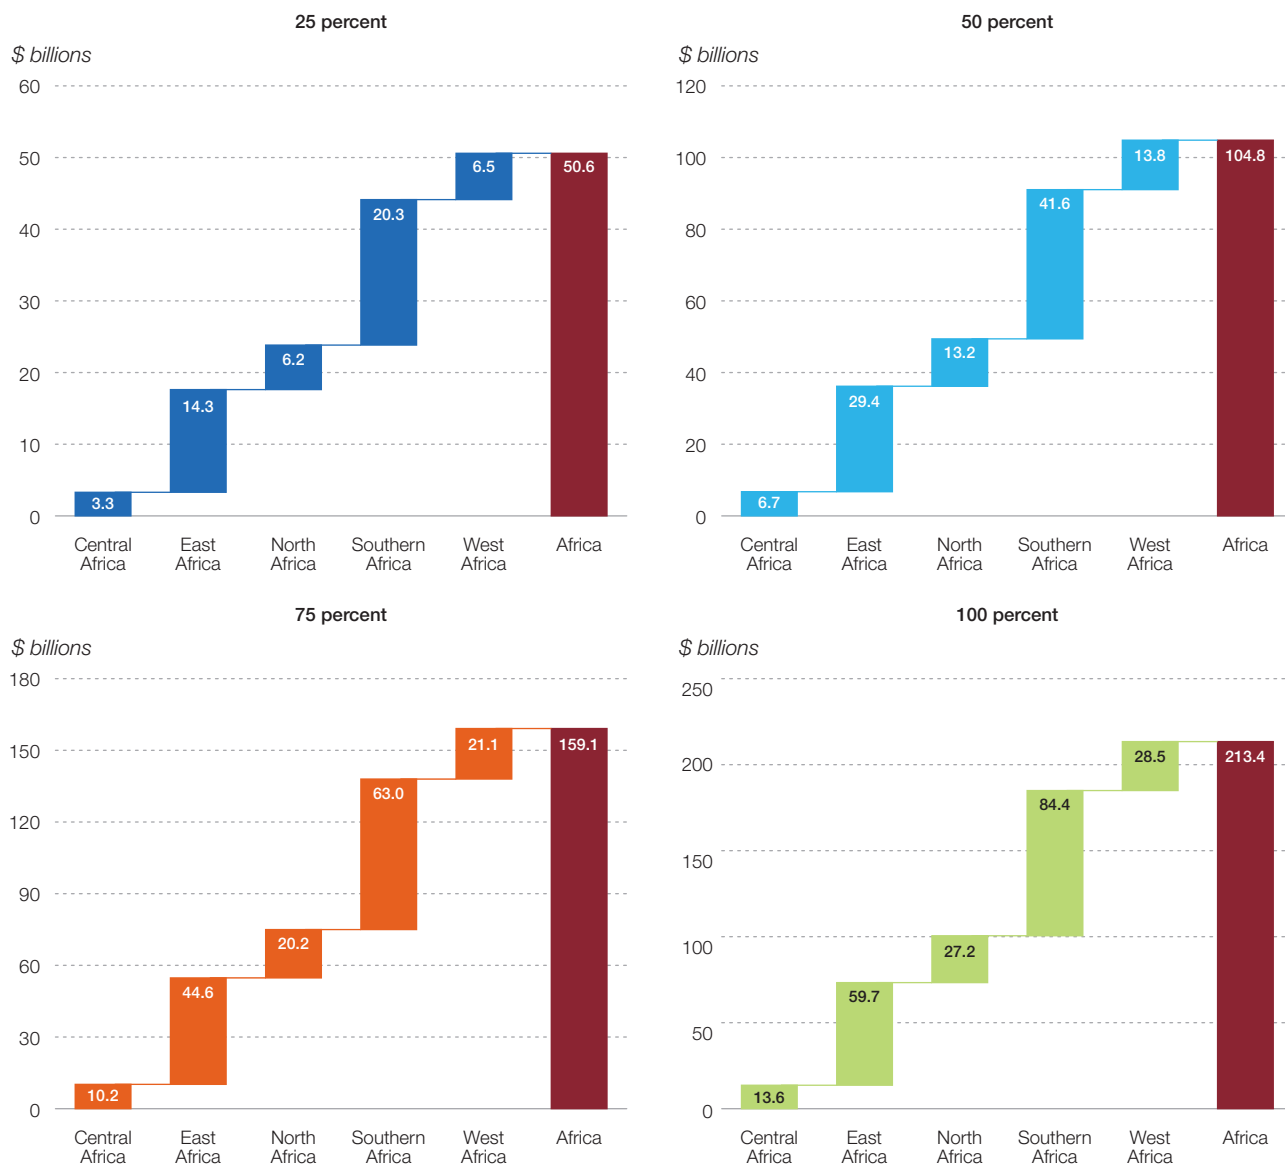 25 percent
$ billions
60
50
40
30
20
10
0
3.3
14.3
6.2
20.3
6.5
50.6
Central
Africa
East
Africa
North
Africa
Southern
Africa
West
Africa
Africa
50 percent
$ billions
120
100
80
60
40
20
0
6.7
29.4
13.2
41.6
13.8
104.8
Central
Africa
East
Africa
North
Africa
Southern
Africa
West
Africa
Africa
75 percent
$ billions
180
150
120
90
60
30
0
10.2
44.6
20.2
63.0
21.1
159.1
Central
Africa
East
Africa
North
Africa
Southern
Africa
West
Africa
Africa
100 percent
$ billions
250
200
150
100
50
0
13.6
59.7
27.2
84.4
28.5
213.4
Central
Africa
East
Africa
North
Africa
Southern
Africa
West
Africa
Africa